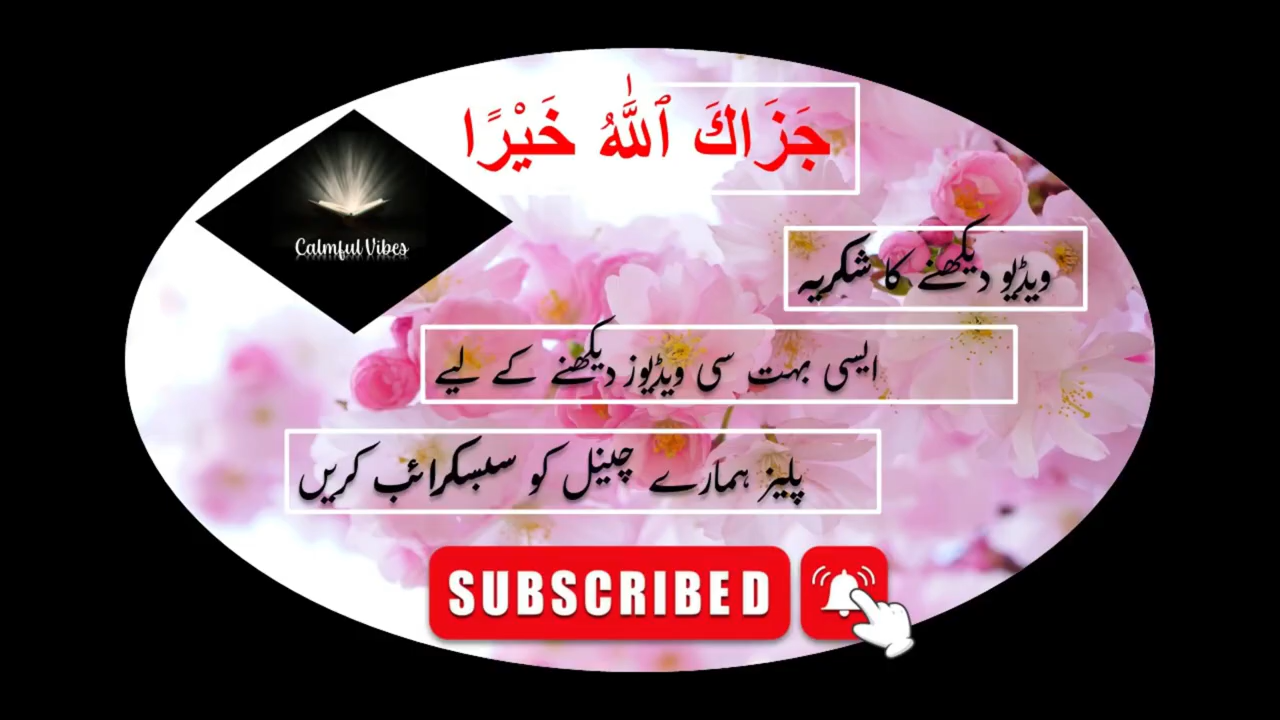 جَزَاكَ ٱللّٰهُ خَيْرًا
Calmful Vibes
ویڈیو دیکھنے کا شکریہ
ایسی بہت سی ویڈیوز دیکھنے کے لیے
پلیز ہمارے چینل کو سبسکرائب کریں
SUBSCRIBED